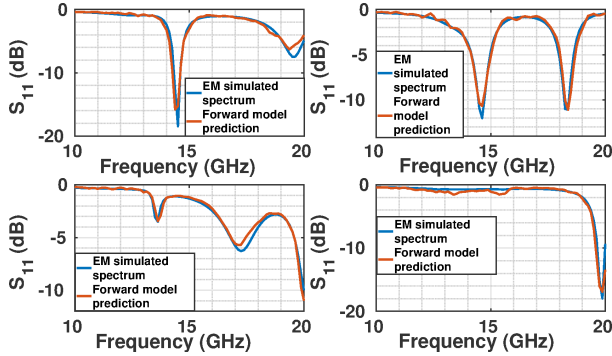 0
-10
-20
S11 (dB)
EM simulated
spectrum
Forward model
prediction
10
15
20
Frequency (GHz)
0
-5
-10
S11 (dB)
EM
simulated
spectrum
Forward
model
prediction
10
15
20
Frequency (GHz)
0
-5
-10
S11 (dB)
EM simulated
spectrum
Forward model
prediction
10
15
20
Frequency (GHz)
0
-10
-20
S11 (dB)
EM simulated
spectrum
Forward model
prediction
10
15
20
Frequency (GHz)